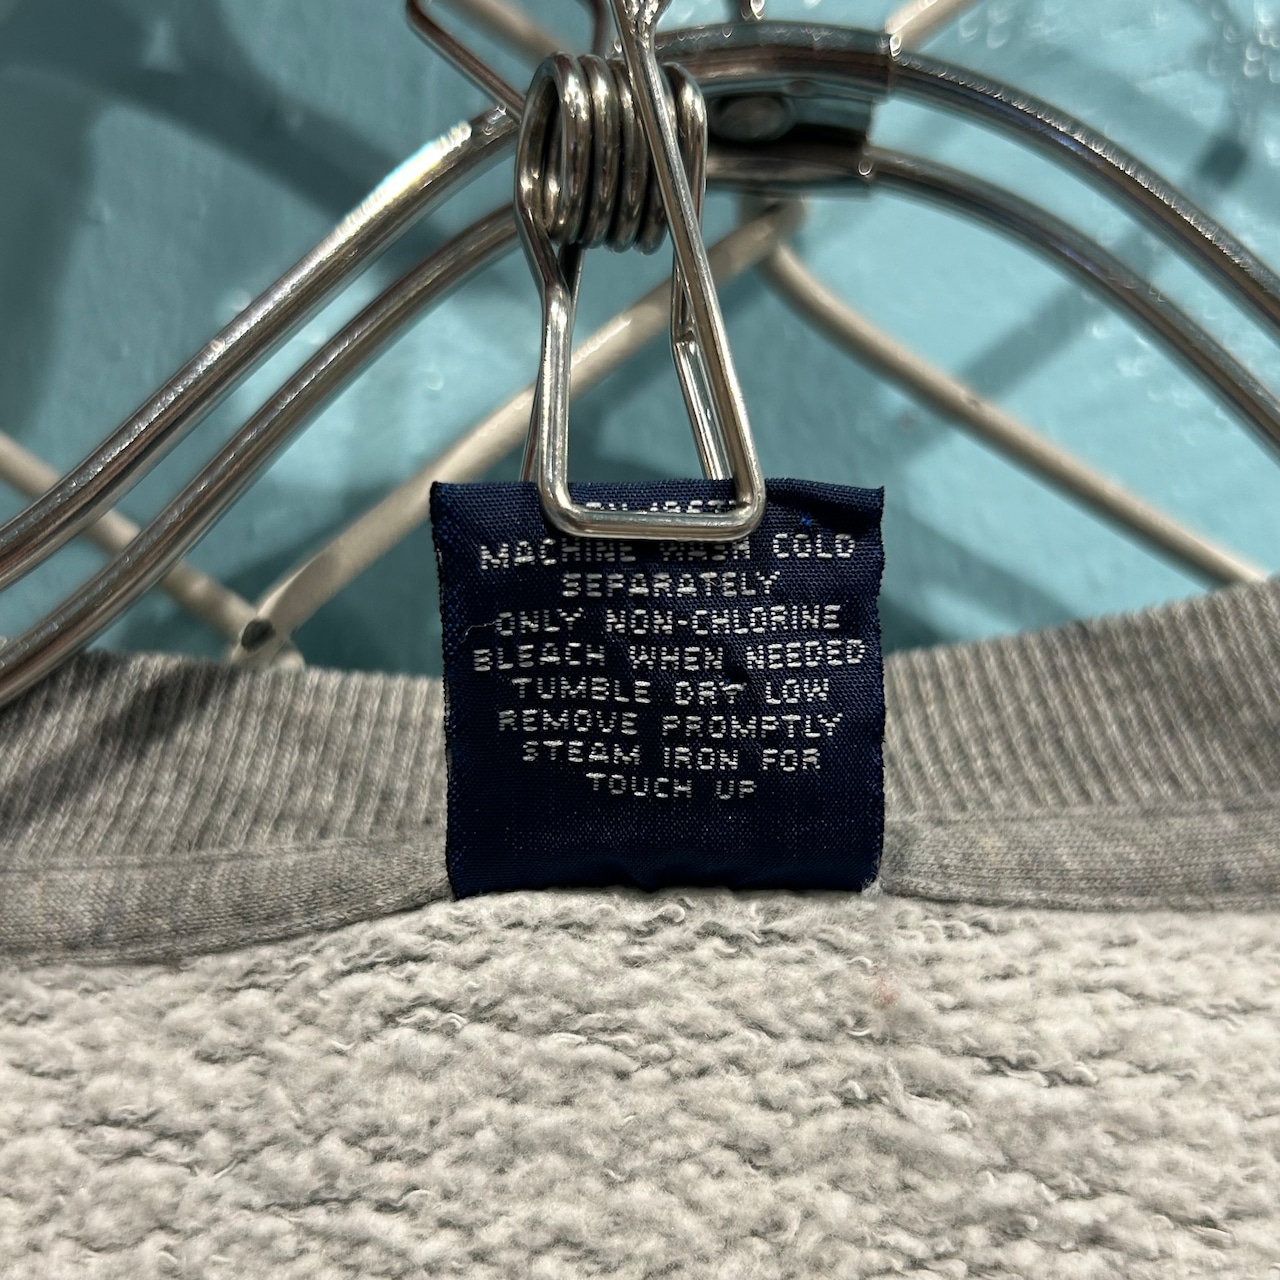 MACHINE WASH COLD
SEPARATELY
ONLY NON-CHLORINE
BLEACH WHEN NEEDED
TUMBLE DRY LOW
REMOVE PROMPTLY
STEAM IRON FOR
TOUCH UP